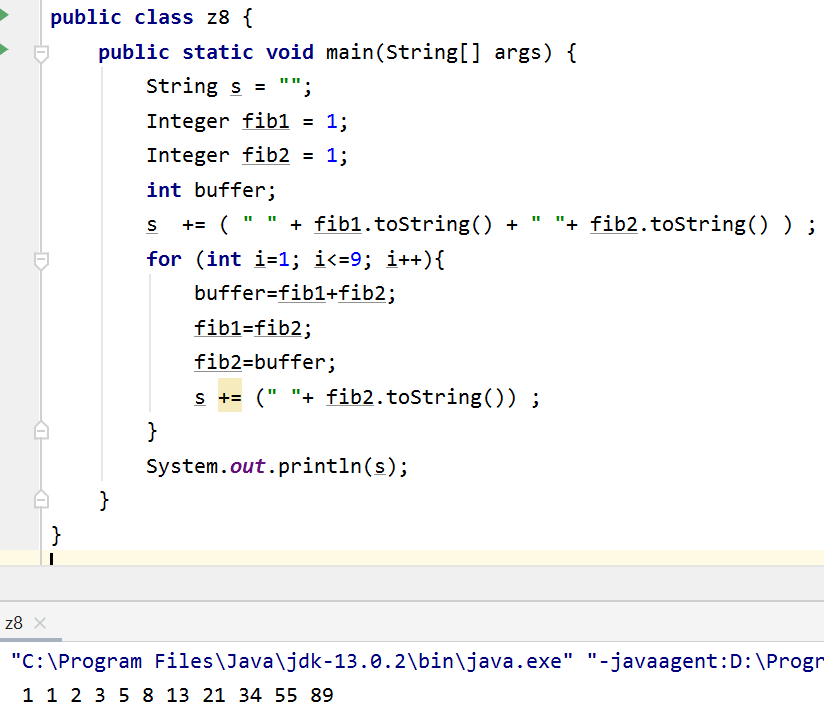 public class z8 {
    public static void main(String[] args) {
        String s = "";
        Integer fib1 = 1;
        Integer fib2 = 1;
        int buffer;
        s  += ( " " + fib1.toString() + " "+ fib2.toString() ) ;
        for (int i=1; i<=9; i++){
            buffer=fib1+fib2;
            fib1=fib2;
            fib2=buffer;
            s += (" "+ fib2.toString()) ;
        }
        System.out.println(s);
    }
}
z8
"C:\Program Files\Java\jdk-13.0.2\bin\java.exe" "-javaagent:D:\Progr
 1 1 2 3 5 8 13 21 34 55 89